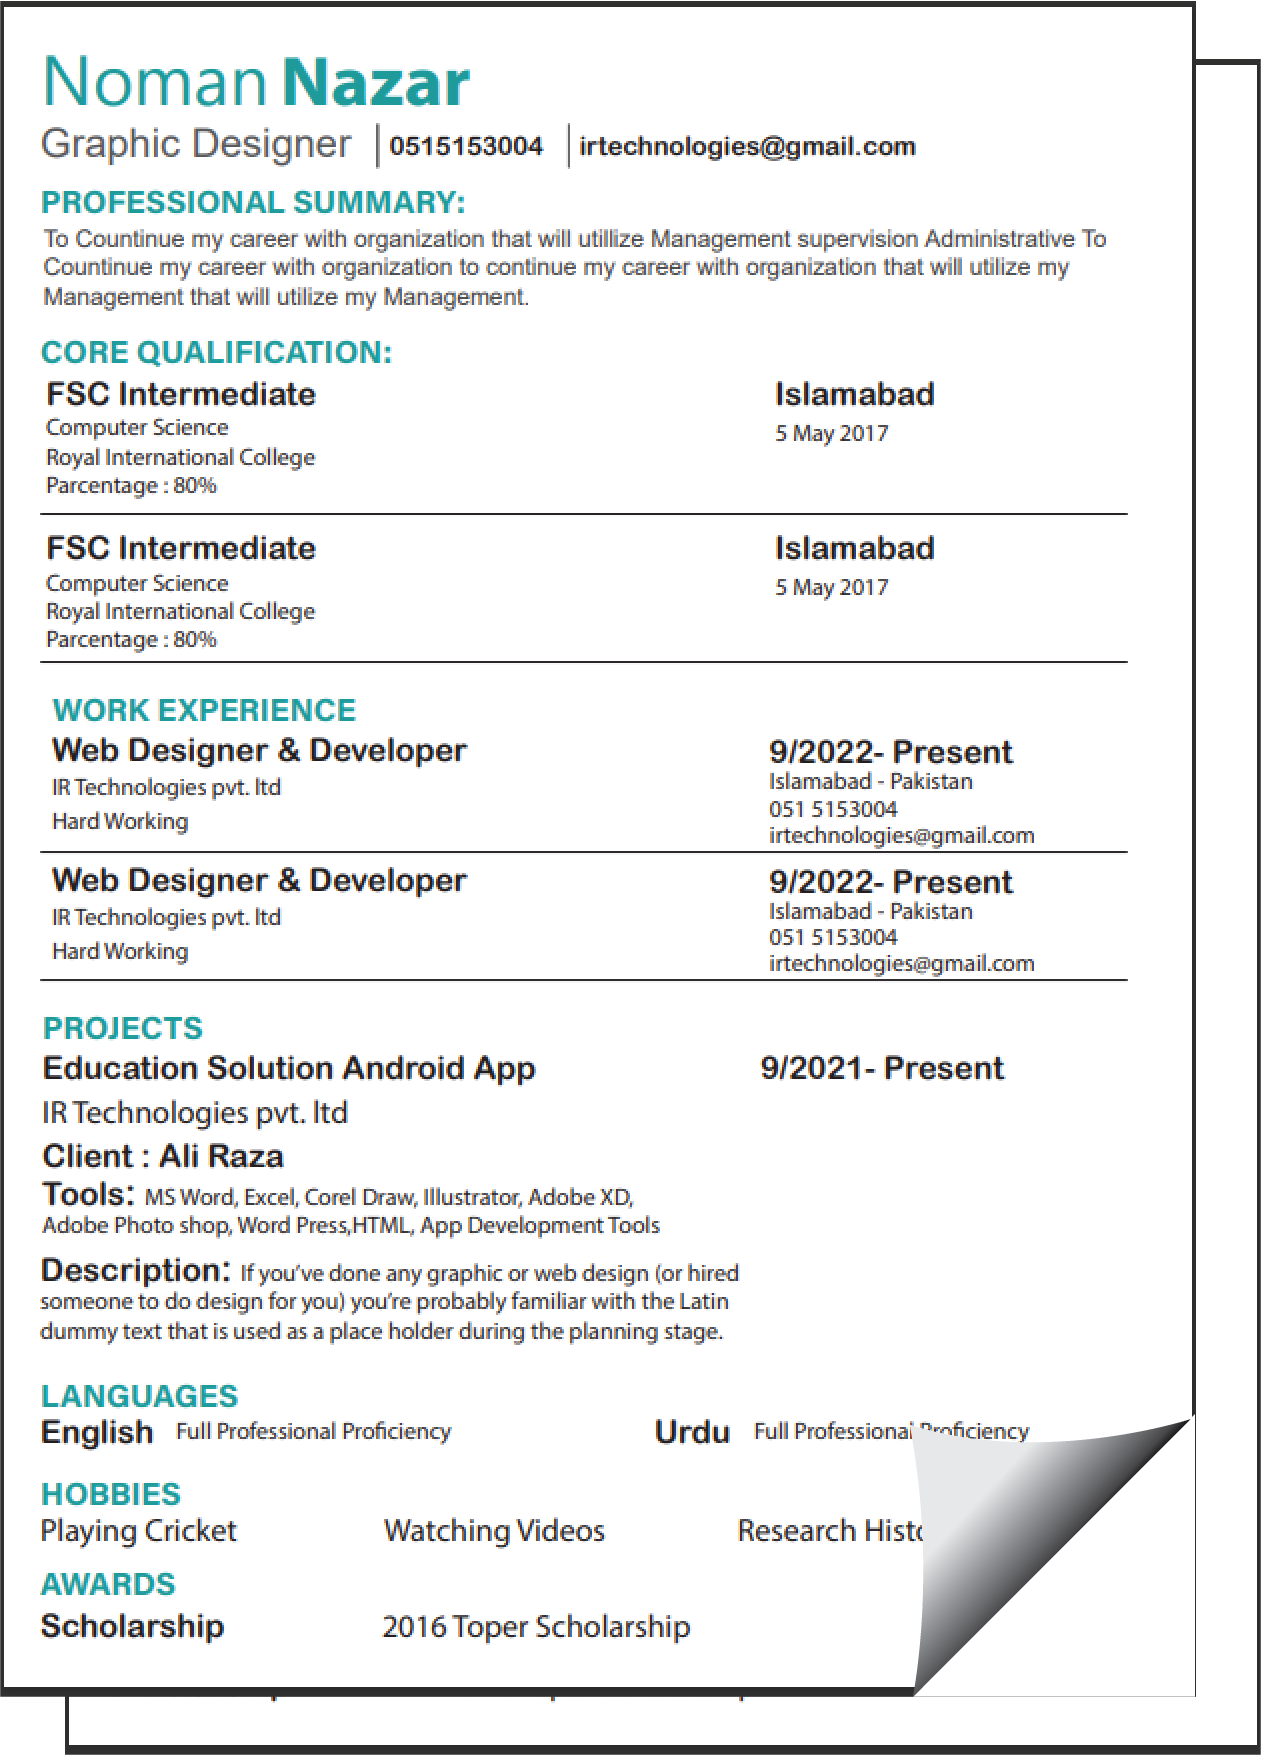 Noman Nazar
Graphic Designer 0515153004 irtechnologies@gmail.com
PROFESSIONAL SUMMARY:
To Countinue my career with organization that will utillize Management supervision Administrative To
Countinue my career with organization to continue my career with organization that will utilize my
Management that will utilize my Management.
CORE QUALIFICATION:
FSC Intermediate Islamabad
Computer Science 5 May 2017
Royal International College
Parcentage : 80%
FSC Intermediate Islamabad
Computer Science 5 May 2017
Royal International College
Parcentage : 80%
WORK EXPERIENCE
Web Designer & Developer 9/2022- Present
IR Technologies pvt. ltd Islamabad - Pakistan
Hard Working 051 5153004
irtechnologies@gmail.com
Web Designer & Developer 9/2022- Present
IR Technologies pvt. ltd Islamabad - Pakistan
Hard Working 051 5153004
irtechnologies@gmail.com
PROJECTS
Education Solution Android App 9/2021- Present
IR Technologies pvt. ltd
Client : Ali Raza
Tools: MS Word, Excel, Corel Draw, Illustrator, Adobe XD,
Adobe Photo shop, Word Press,HTML, App Development Tools
Description: If you've done any graphic or web design (or hired
someone to do design for you) you're probably familiar with the Latin
dummy text that is used as a place holder during the planning stage.
LANGUAGES
English Full Professional Proficiency Urdu Full Professional Proficiency
HOBBIES
Playing Cricket Watching Videos Research
AWARDS
Scholarship 2016 Toper Scholarship